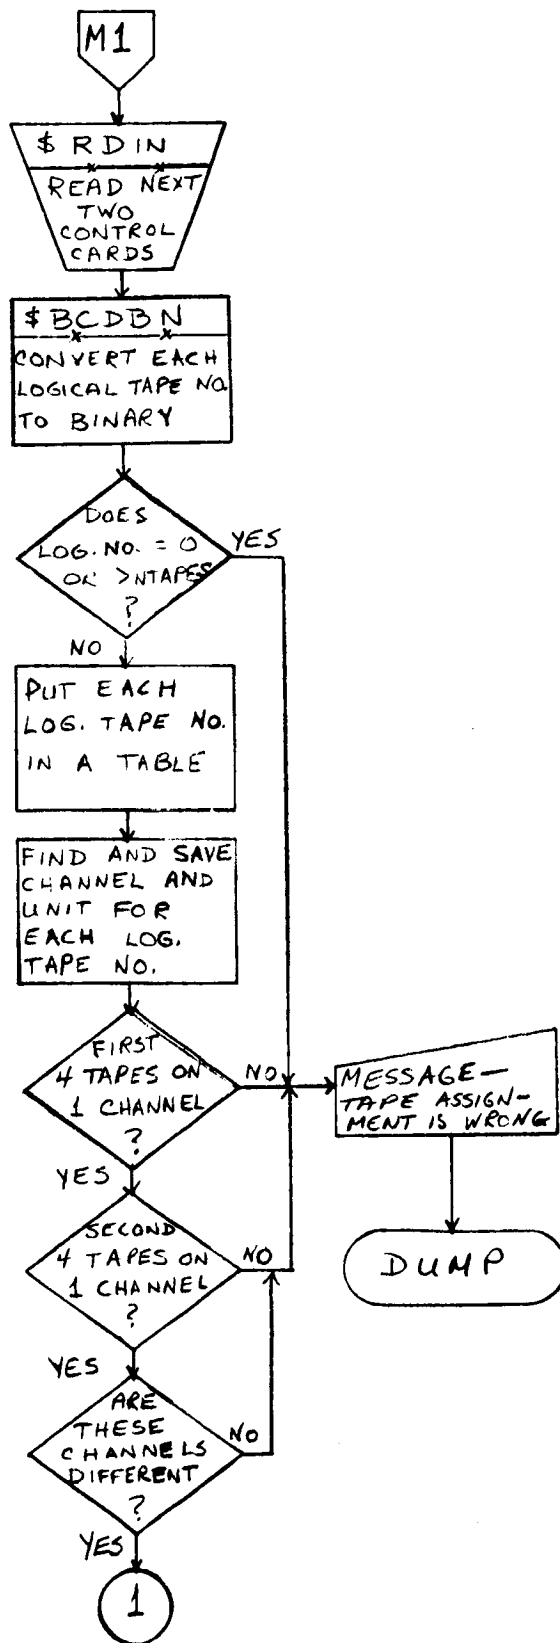 M1
$ RDIN
READ NEXT
TWO
CONTROL
CARDS
$BCDBN
CONVERT EACH
LOGICAL TAPE NO.
TO BINARY
DOES
LOG. NO. = 0
OR >NTAPES
?
YES
NO
PUT EACH
LOG. TAPE NO.
IN A TABLE
FIND AND SAVE
CHANNEL AND
UNIT FOR
EACH LOG.
TAPE NO.
FIRST
4 TAPES ON
1 CHANNEL
?
NO
MESSAGE—
TAPE ASSIGN-
MENT IS WRONG
YES
SECOND
4 TAPES ON
1 CHANNEL
?
NO
DUMP
YES
ARE
THESE
CHANNELS
DIFFERENT
?
NO
YES
1